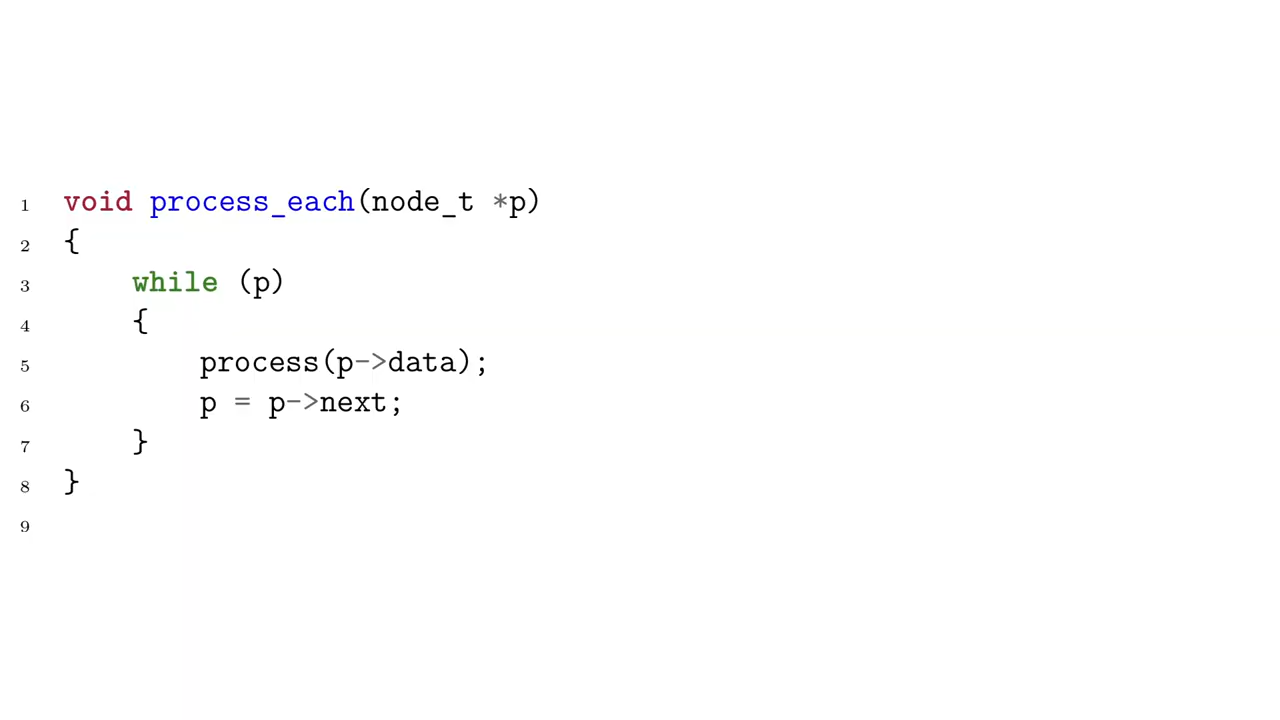 1 void process_each(node_t *p)
2 {
3     while (p)
4     {
5         process(p->data);
6         p = p->next;
7     }
8 }
9